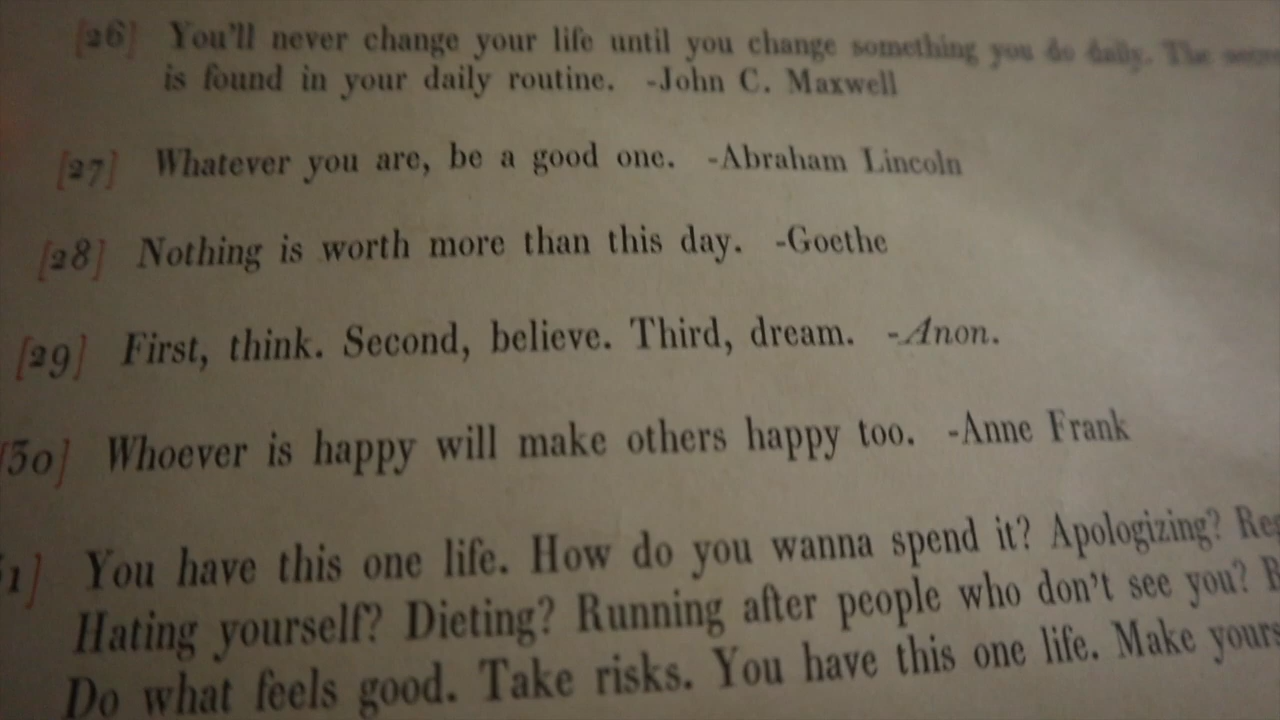 [26] You'll never change your life until you change something you do daily. The
is found in your daily routine. -John C. Maxwell
[27] Whatever you are, be a good one. -Abraham Lincoln
[28] Nothing is worth more than this day. -Goethe
[29] First, think. Second, believe. Third, dream. -Anon.
[30] Whoever is happy will make others happy too. -Anne Frank
1] You have this one life. How do you wanna spend it? Apologizing?
Hating yourself? Dieting? Running after people who don't see you?
Do what feels good. Take risks. You have this one life. Make